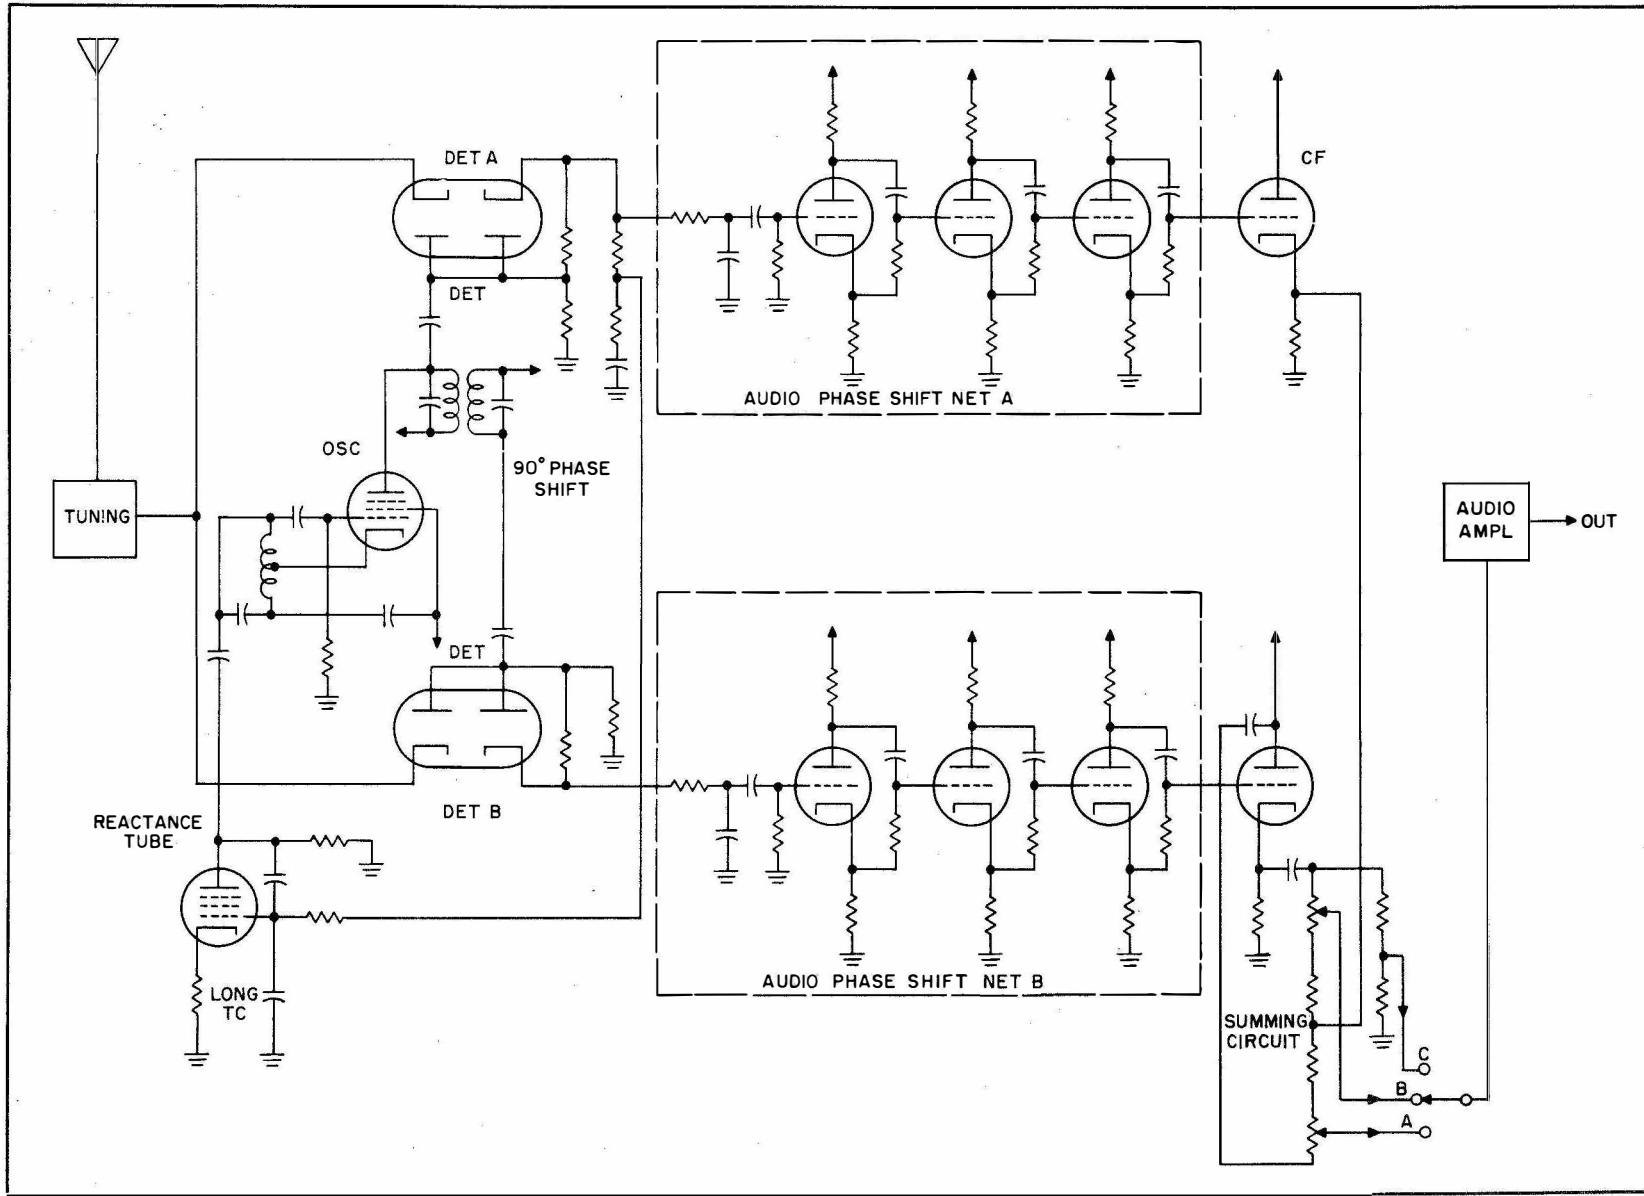 DET A
CF
DET
AUDIO PHASE SHIFT NET A
OSC
90° PHASE
SHIFT
TUNING
AUDIO
AMPL
OUT
DET
DET B
REACTANCE
TUBE
LONG
TC
AUDIO PHASE SHIFT NET B
SUMMING
CIRCUIT
C
B
A